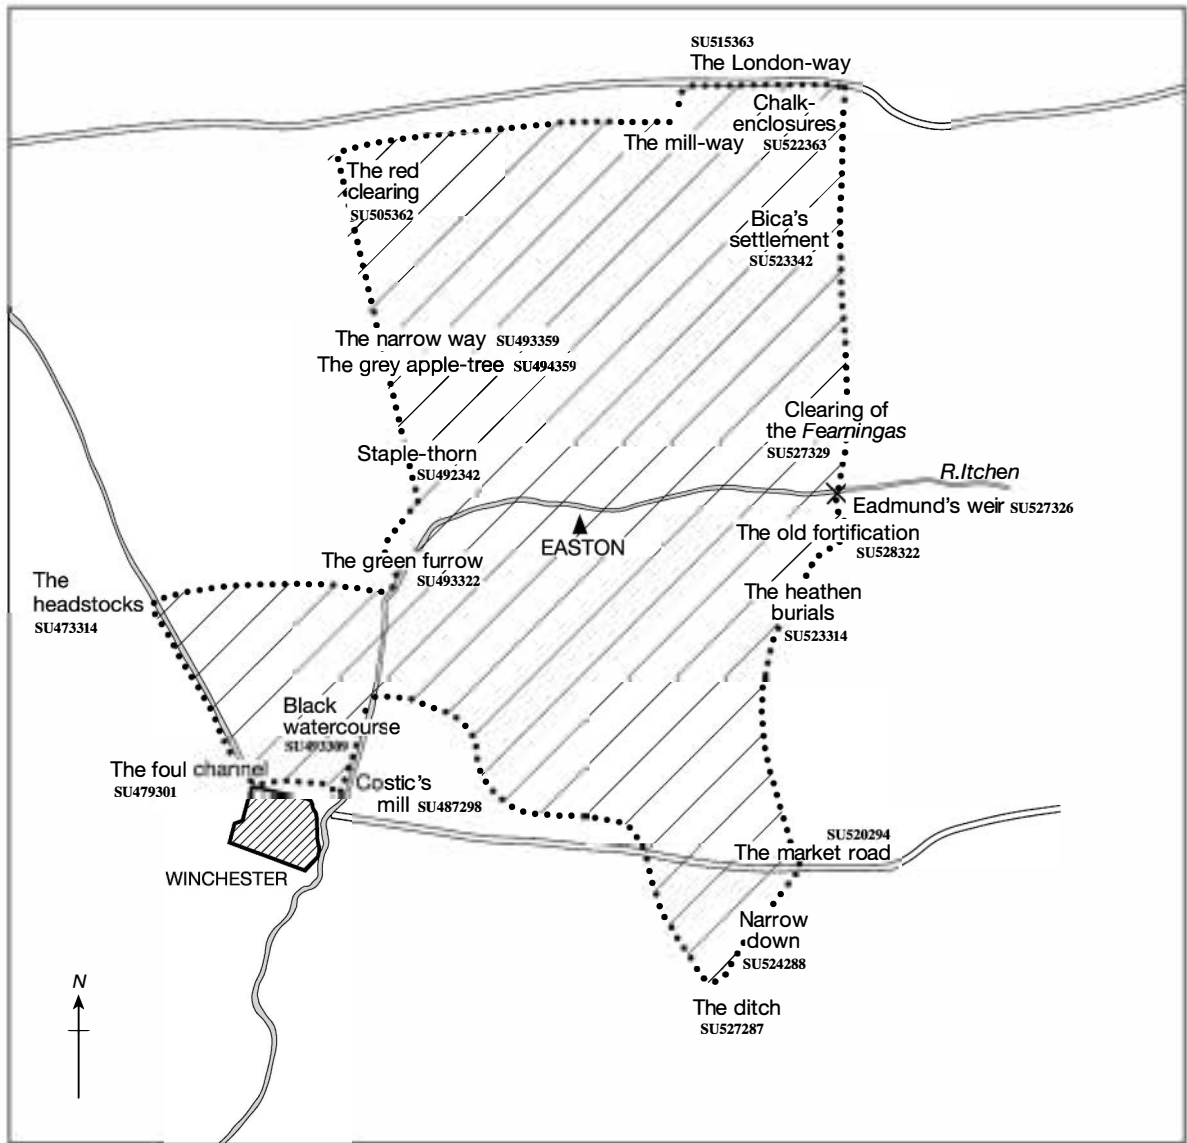 SU515363
The London-way
Chalk-
enclosures
SU522363
The mill-way
The red
clearing
SU505362
Bica's
settlement
SU523342
The narrow way SU493359
The grey apple-tree SU494359
Clearing of
the Fearningas
SU527329
Staple-thorn
SU492342
R.Itchen
Eadmund's weir SU527326
The old fortification
SU528322
EASTON
The green furrow
SU493322
The
headstocks
SU473314
The heathen
burials
SU523314
Black
watercourse
SU493309
The foul channel
SU479301
Costic's
mill SU487298
SU520294
The market road
WINCHESTER
Narrow
down
SU524288
N
The ditch
SU527287